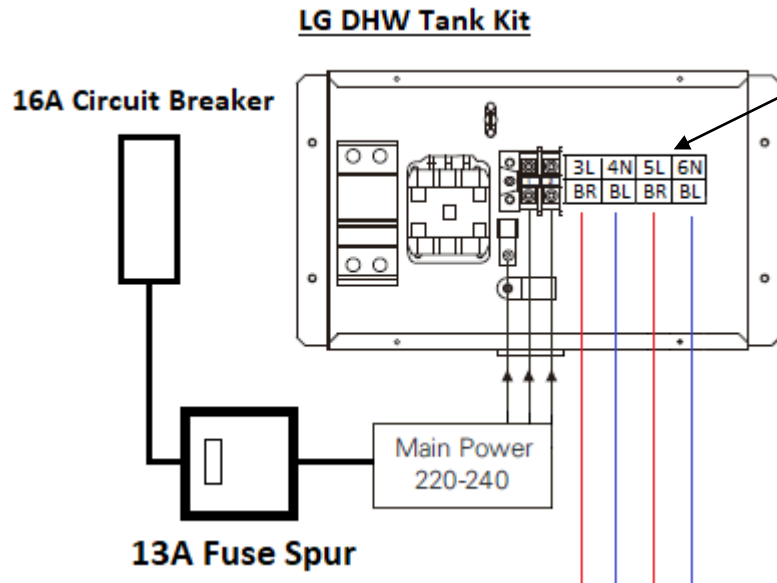 LG DHW Tank Kit
16A Circuit Breaker
3L 4N 5L 6N
BR BL BR BL
Main Power
220-240
13A Fuse Spur